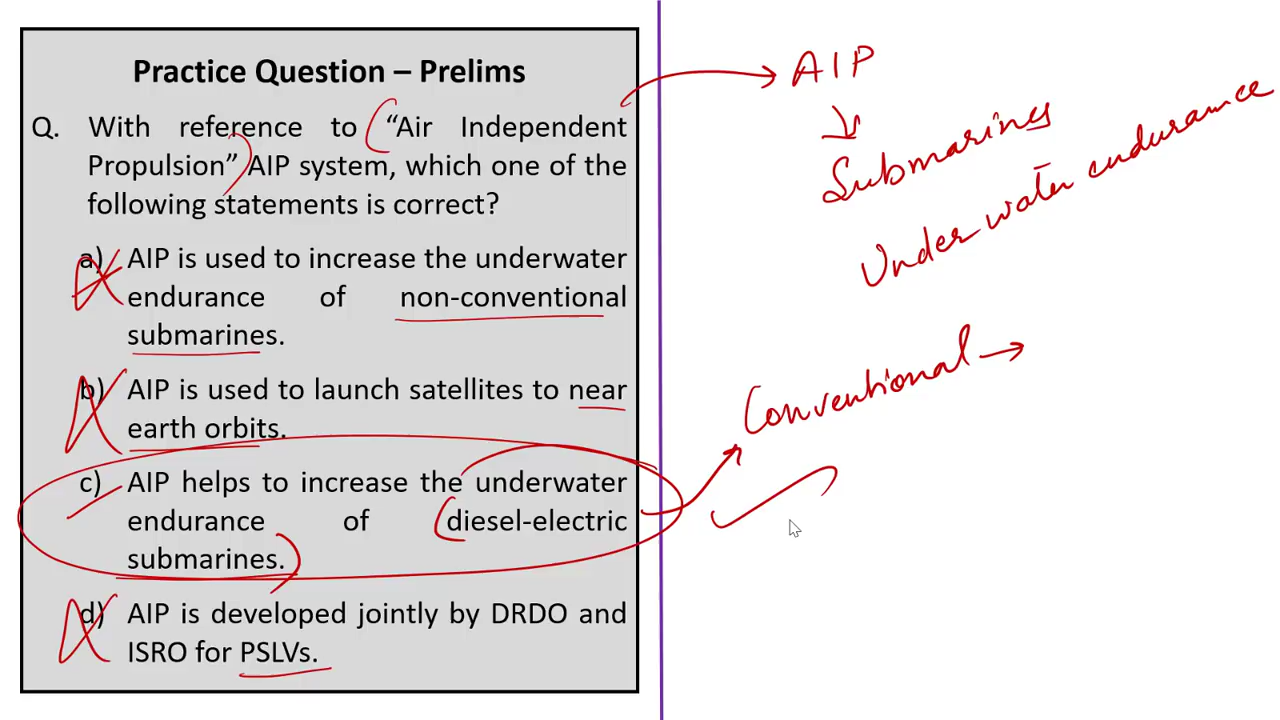 Practice Question – Prelims
Q. With reference to “Air Independent
Propulsion” AIP system, which one of the
following statements is correct?
a) AIP is used to increase the underwater
endurance of non-conventional
submarines.
b) AIP is used to launch satellites to near
earth orbits.
c) AIP helps to increase the underwater
endurance of diesel-electric
submarines.
d) AIP is developed jointly by DRDO and
ISRO for PSLVs.
AIP
Submarines
Under water endurance
Conventional